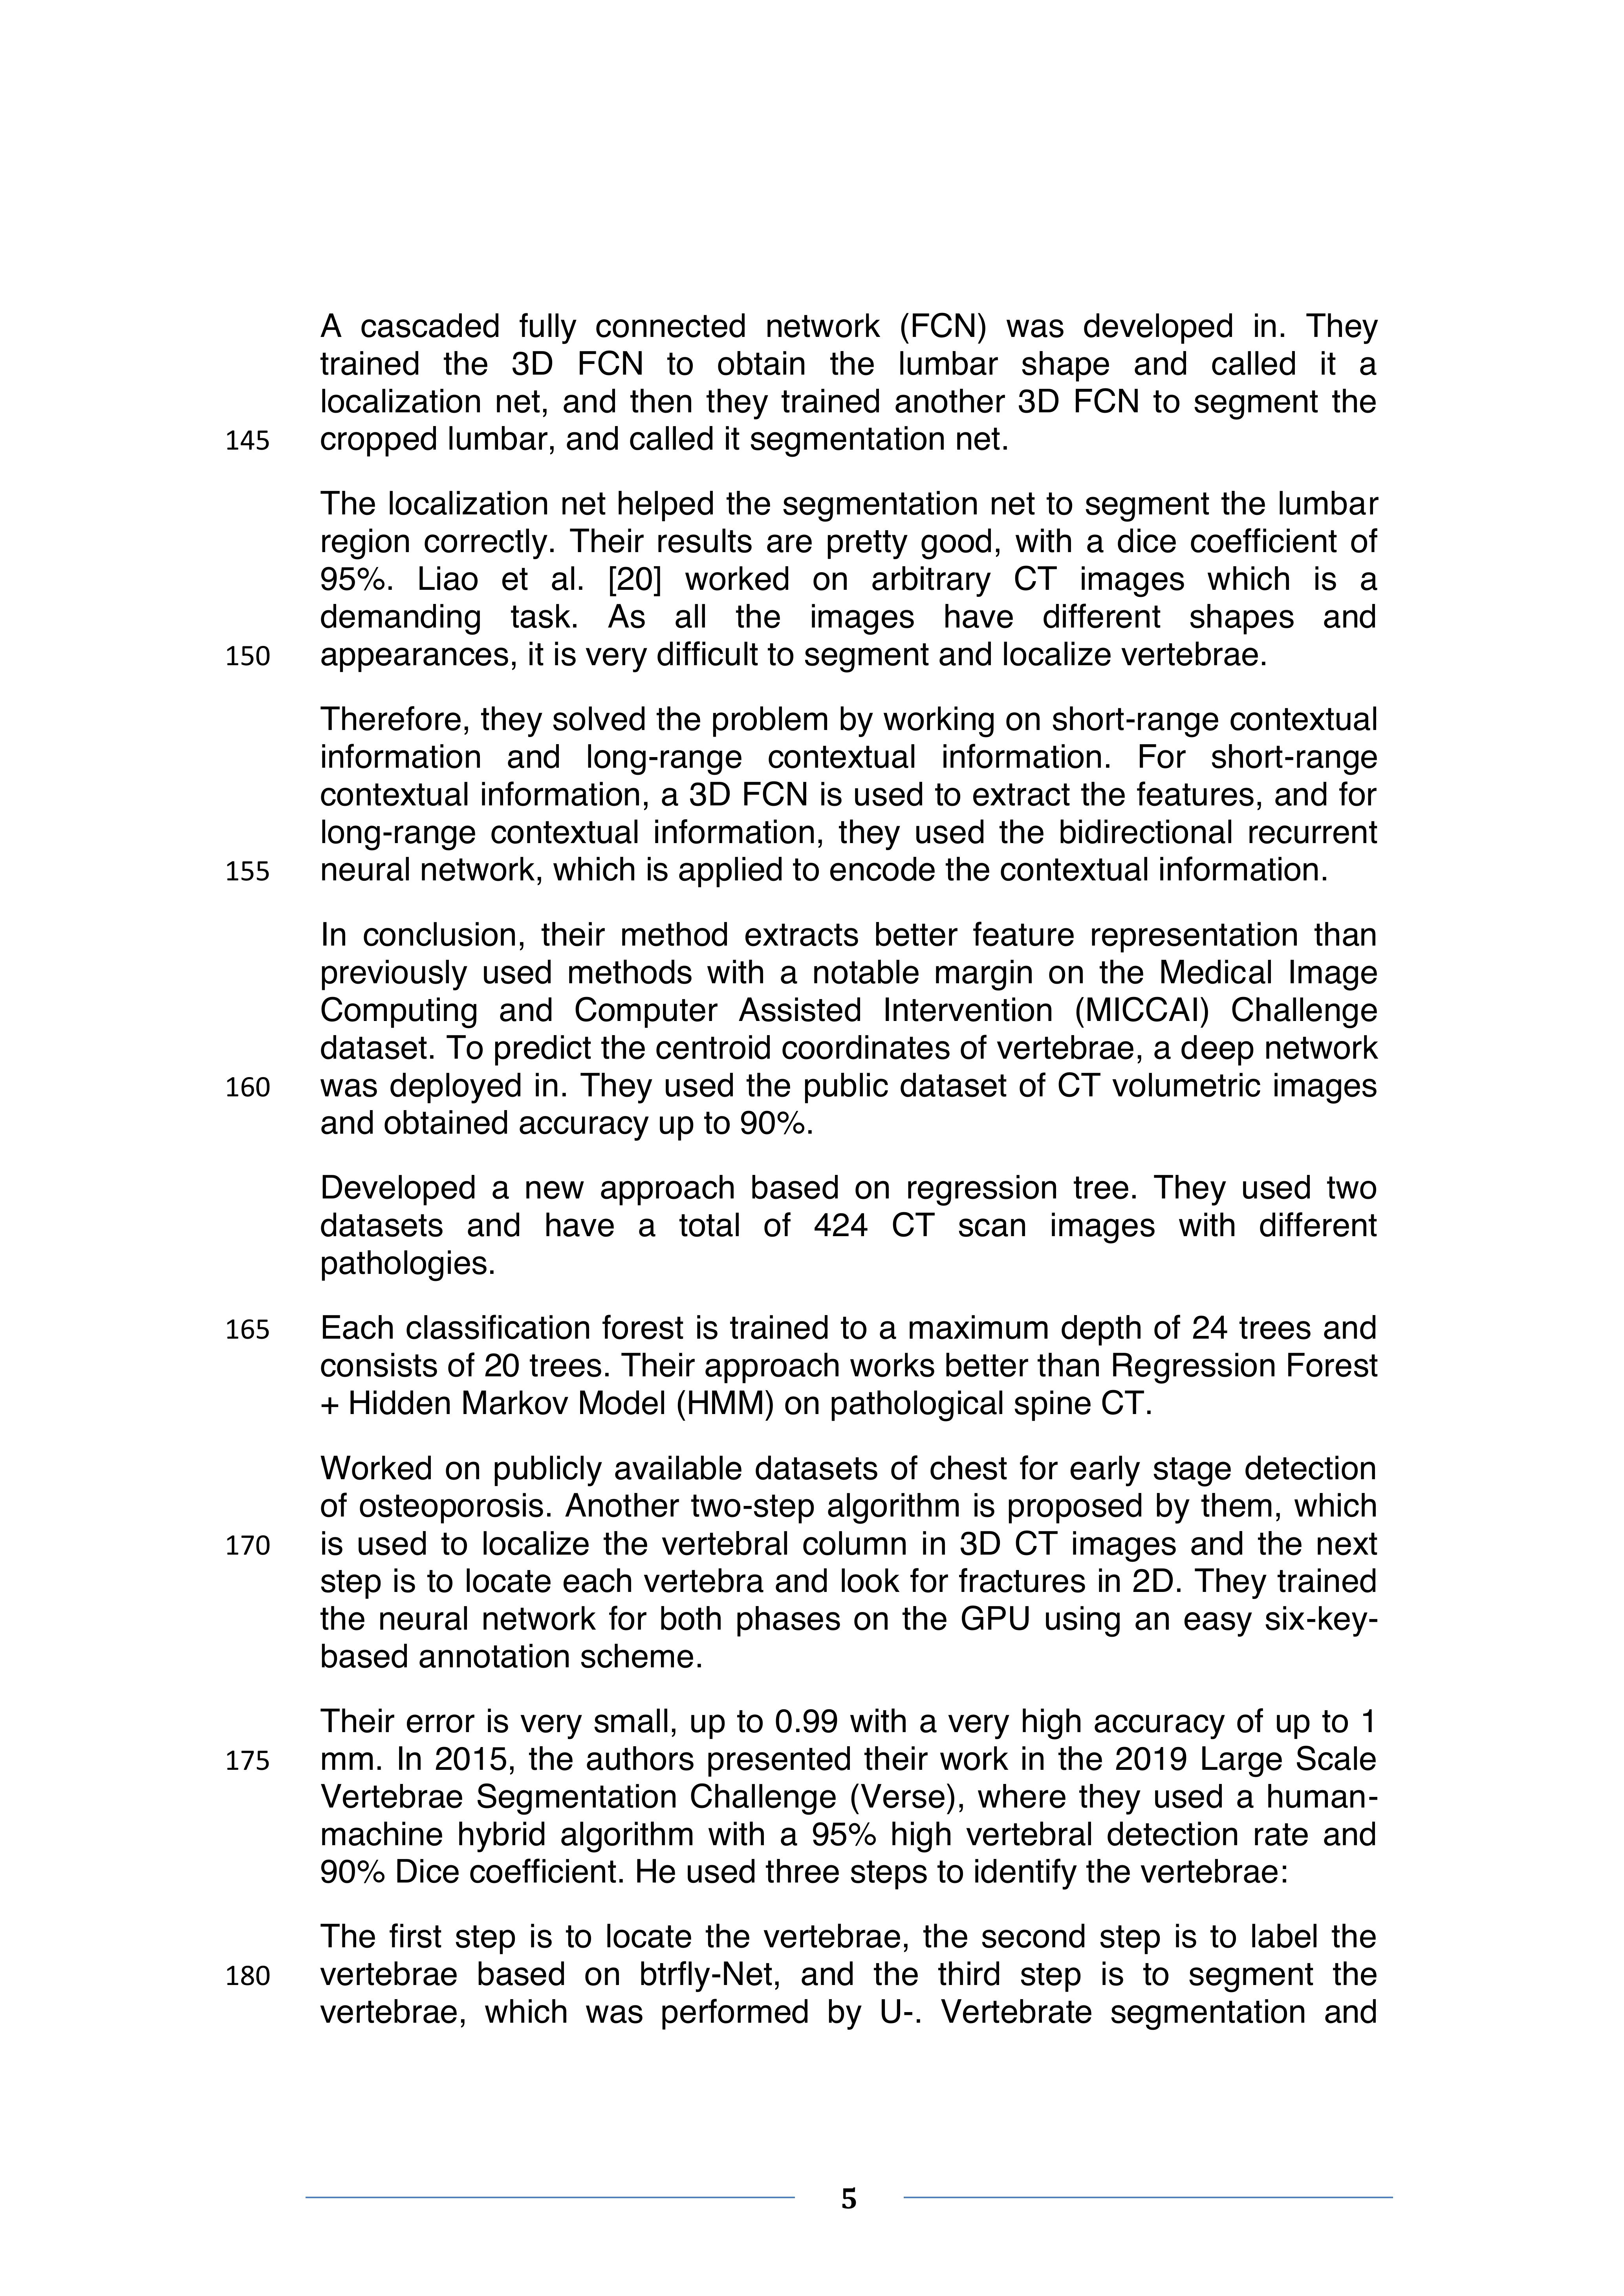 A cascaded fully connected network (FCN) was developed in. They
trained the 3D FCN to obtain the lumbar shape and called it a
localization net, and then they trained another 3D FCN to segment the
145 cropped lumbar, and called it segmentation net.
The localization net helped the segmentation net to segment the lumbar
region correctly. Their results are pretty good, with a dice coefficient of
95%. Liao et al. [20] worked on arbitrary CT images which is a
demanding task. As all the images have different shapes and
150 appearances, it is very difficult to segment and localize vertebrae.
Therefore, they solved the problem by working on short-range contextual
information and long-range contextual information. For short-range
contextual information, a 3D FCN is used to extract the features, and for
long-range contextual information, they used the bidirectional recurrent
155 neural network, which is applied to encode the contextual information.
In conclusion, their method extracts better feature representation than
previously used methods with a notable margin on the Medical Image
Computing and Computer Assisted Intervention (MICCAI) Challenge
dataset. To predict the centroid coordinates of vertebrae, a deep network
160 was deployed in. They used the public dataset of CT volumetric images
and obtained accuracy up to 90%.
Developed a new approach based on regression tree. They used two
datasets and have a total of 424 CT scan images with different
pathologies.
165 Each classification forest is trained to a maximum depth of 24 trees and
consists of 20 trees. Their approach works better than Regression Forest
+ Hidden Markov Model (HMM) on pathological spine CT.
Worked on publicly available datasets of chest for early stage detection
of osteoporosis. Another two-step algorithm is proposed by them, which
170 is used to localize the vertebral column in 3D CT images and the next
step is to locate each vertebra and look for fractures in 2D. They trained
the neural network for both phases on the GPU using an easy six-key-
based annotation scheme.
Their error is very small, up to 0.99 with a very high accuracy of up to 1
175 mm. In 2015, the authors presented their work in the 2019 Large Scale
Vertebrae Segmentation Challenge (Verse), where they used a human-
machine hybrid algorithm with a 95% high vertebral detection rate and
90% Dice coefficient. He used three steps to identify the vertebrae:
The first step is to locate the vertebrae, the second step is to label the
180 vertebrae based on btrfly-Net, and the third step is to segment the
vertebrae, which was performed by U-. Vertebrate segmentation and
5